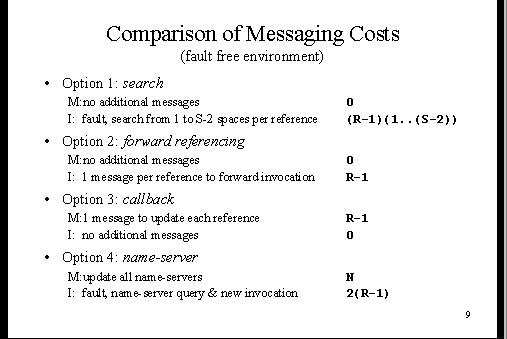 Comparison of Messaging Costs
(fault free environment)
• Option 1: search
M:no additional messages 0
I: fault, search from 1 to S-2 spaces per reference (R-1)(1..(S-2))
• Option 2: forward referencing
M:no additional messages 0
I: 1 message per reference to forward invocation R-1
• Option 3: callback
M:1 message to update each reference R-1
I: no additional messages 0
• Option 4: name-server
M:update all name-servers N
I: fault, name-server query & new invocation 2(R-1)
9